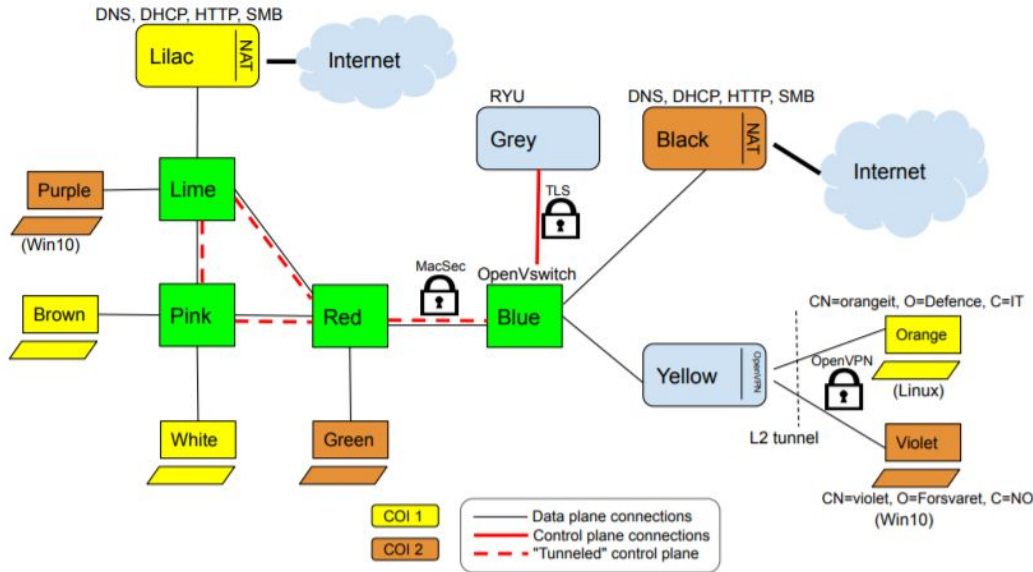 DNS, DHCP, HTTP, SMB
Lilac
NAT
Internet
RYU
Grey
DNS, DHCP, HTTP, SMB
Black
NAT
Internet
Purple
(Win10)
Lime
TLS
MacSec
OpenVswitch
Brown
Pink
Red
Blue
CN=orangeit, O=Defence, C=IT
Orange
(Linux)
OpenVPN
Yellow
OpenVPN
L2 tunnel
White
Green
Violet
CN=violet, O=Forsvaret, C=NO
(Win10)
COI 1
COI 2
Data plane connections
Control plane connections
"Tunneled" control plane